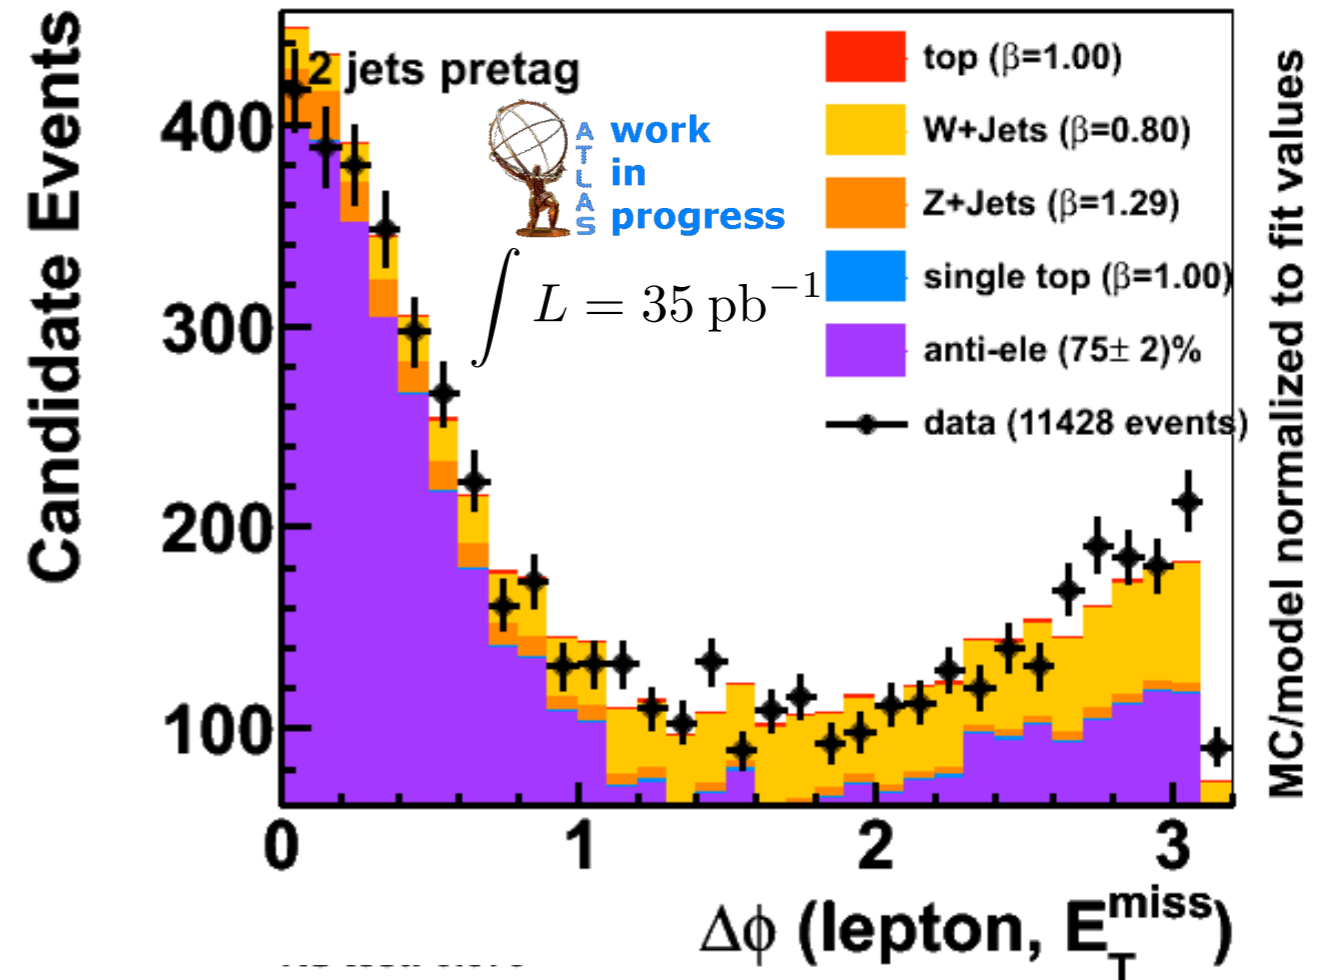 Candidate Events
400
300
200
100
2 jets pretag
ATLAS
work
in
progress
∫ L = 35 pb⁻¹
top (β=1.00)
W+Jets (β=0.80)
Z+Jets (β=1.29)
single top (β=1.00)
anti-ele (75± 2)%
data (11428 events)
MC/model normalized to fit values
0 1 2 3
Δϕ (lepton, E_T^miss)